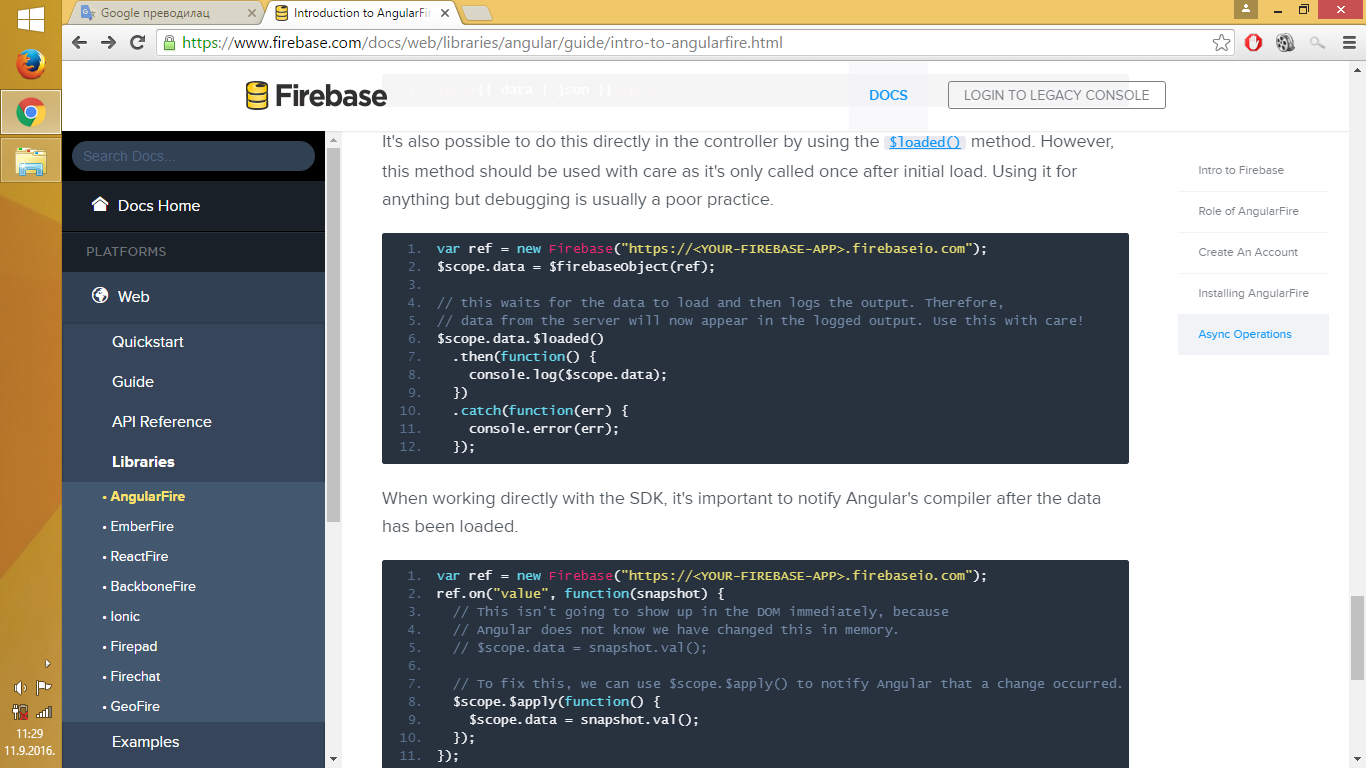 Google преводилац
Introduction to AngularFir
https://www.firebase.com/docs/web/libraries/angular/guide/intro-to-angularfire.html
Firebase
{{ data | json }}
DOCS
LOGIN TO LEGACY CONSOLE
Search Docs...
Docs Home
PLATFORMS
Web
Quickstart
Guide
API Reference
Libraries
• AngularFire
• EmberFire
• ReactFire
• BackboneFire
• Ionic
• Firepad
• Firechat
• GeoFire
Examples
It's also possible to do this directly in the controller by using the $loaded() method. However,
this method should be used with care as it's only called once after initial load. Using it for
anything but debugging is usually a poor practice.
1. var ref = new Firebase("https://<YOUR-FIREBASE-APP>.firebaseio.com");
2. $scope.data = $firebaseObject(ref);
3.
4. // this waits for the data to load and then logs the output. Therefore,
5. // data from the server will now appear in the logged output. Use this with care!
6. $scope.data.$loaded()
7.   .then(function() {
8.     console.log($scope.data);
9.   })
10.   .catch(function(err) {
11.     console.error(err);
12.   });
When working directly with the SDK, it's important to notify Angular's compiler after the data
has been loaded.
1. var ref = new Firebase("https://<YOUR-FIREBASE-APP>.firebaseio.com");
2. ref.on("value", function(snapshot) {
3.   // This isn't going to show up in the DOM immediately, because
4.   // Angular does not know we have changed this in memory.
5.   // $scope.data = snapshot.val();
6.
7.   // To fix this, we can use $scope.$apply() to notify Angular that a change occurred.
8.   $scope.$apply(function() {
9.     $scope.data = snapshot.val();
10.   });
11. });
Intro to Firebase
Role of AngularFire
Create An Account
Installing AngularFire
Async Operations
11:29
11.9.2016.